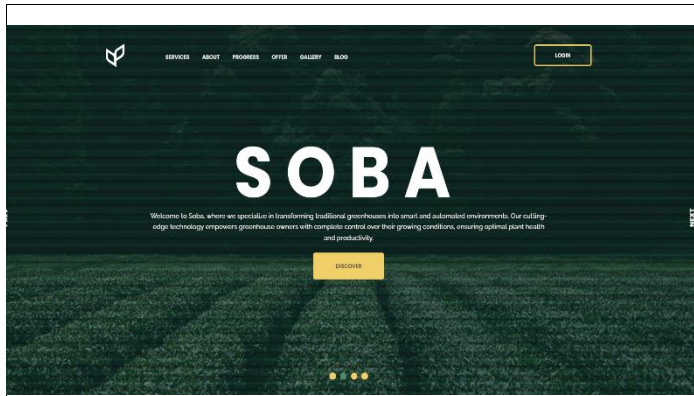 SERVICES ABOUT PROGRESS OFFER GALLERY BLOG LOGIN
SOBA
Welcome to Soba, where we specialize in transforming traditional greenhouses into smart and automated environments. Our cutting-
edge technology empowers greenhouse owners with complete control over their growing conditions, ensuring optimal plant health
and productivity.
NEXT
DISCOVER